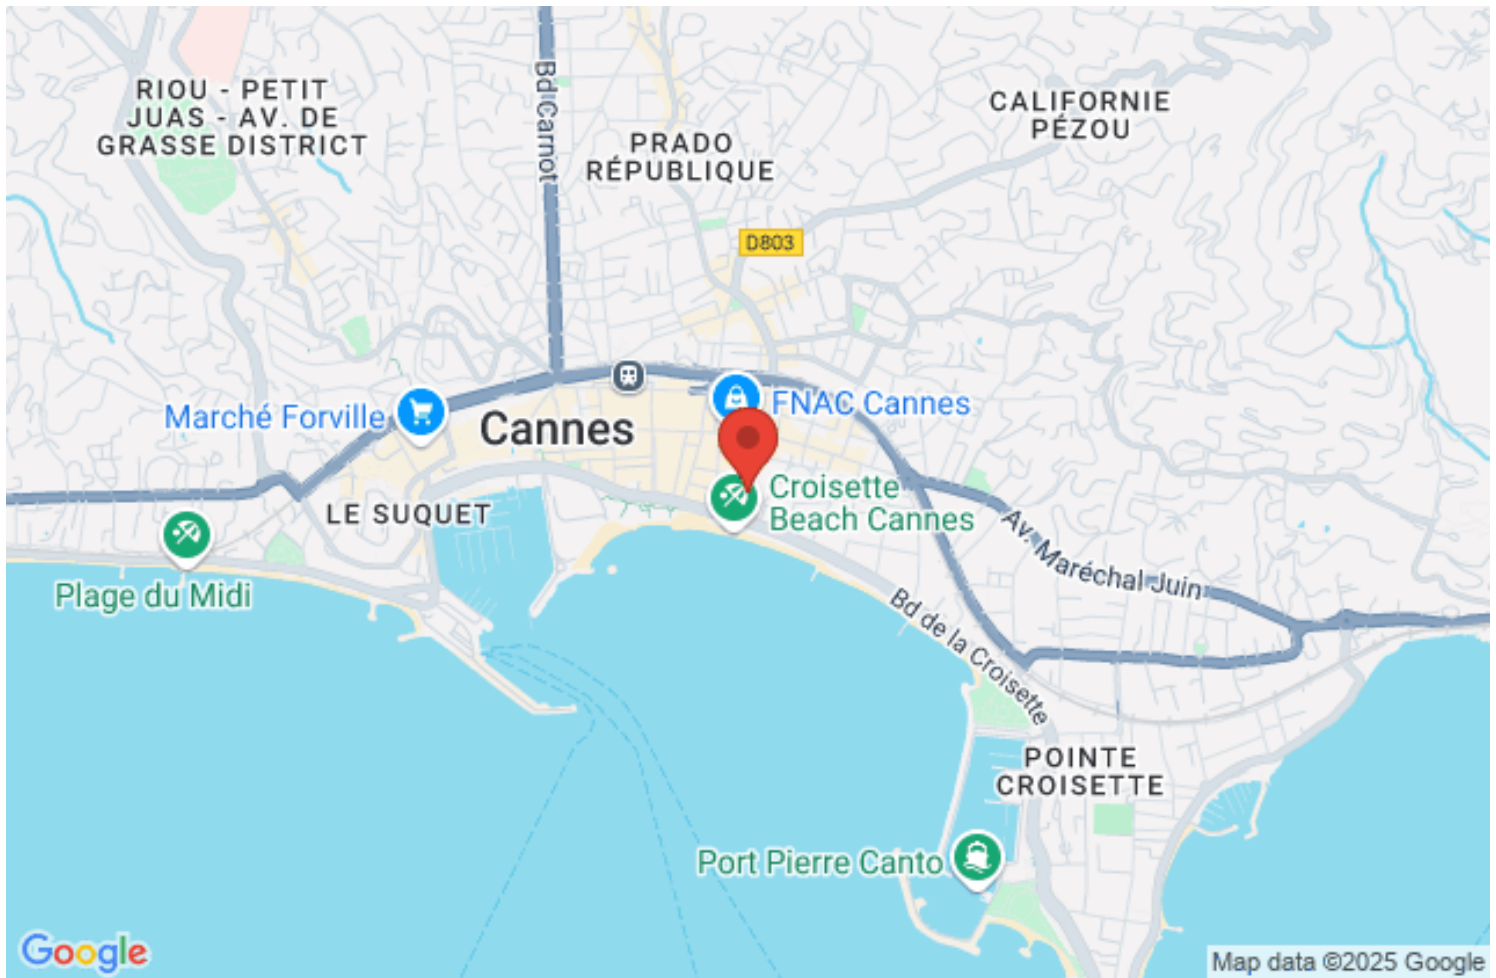 RIOU - PETIT
JUAS - AV. DE
GRASSE DISTRICT
Bd Carnot
PRADO
RÉPUBLIQUE
CALIFORNIE
PÉZOU
D803
Marché Forville
Cannes
FNAC Cannes
LE SUQUET
Croisette
Beach Cannes
Av. Maréchal Juin
Plage du Midi
Bd de la Croisette
POINTE
CROISETTE
Port Pierre Canto
Google
Map data ©2025 Google